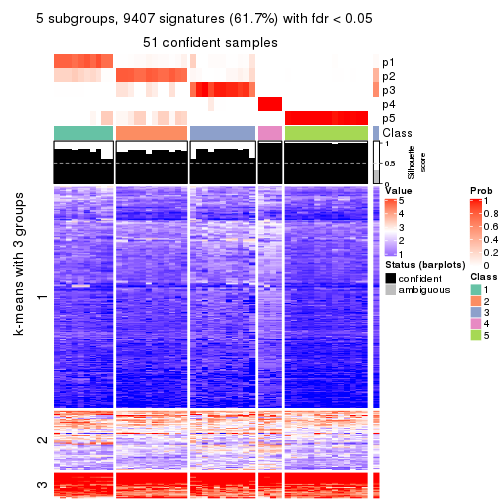 5 subgroups, 9407 signatures (61.7%) with fdr < 0.05
51 confident samples
p1
p2
p3
p4
p5
Class
1
0.5
0
Silhouette
score
k-means with 3 groups
1
2
3
Value
5
4
3
2
1
Status (barplots)
confident
ambiguous
Prob
1
0.8
0.6
0.4
0.2
0
Class
1
2
3
4
5